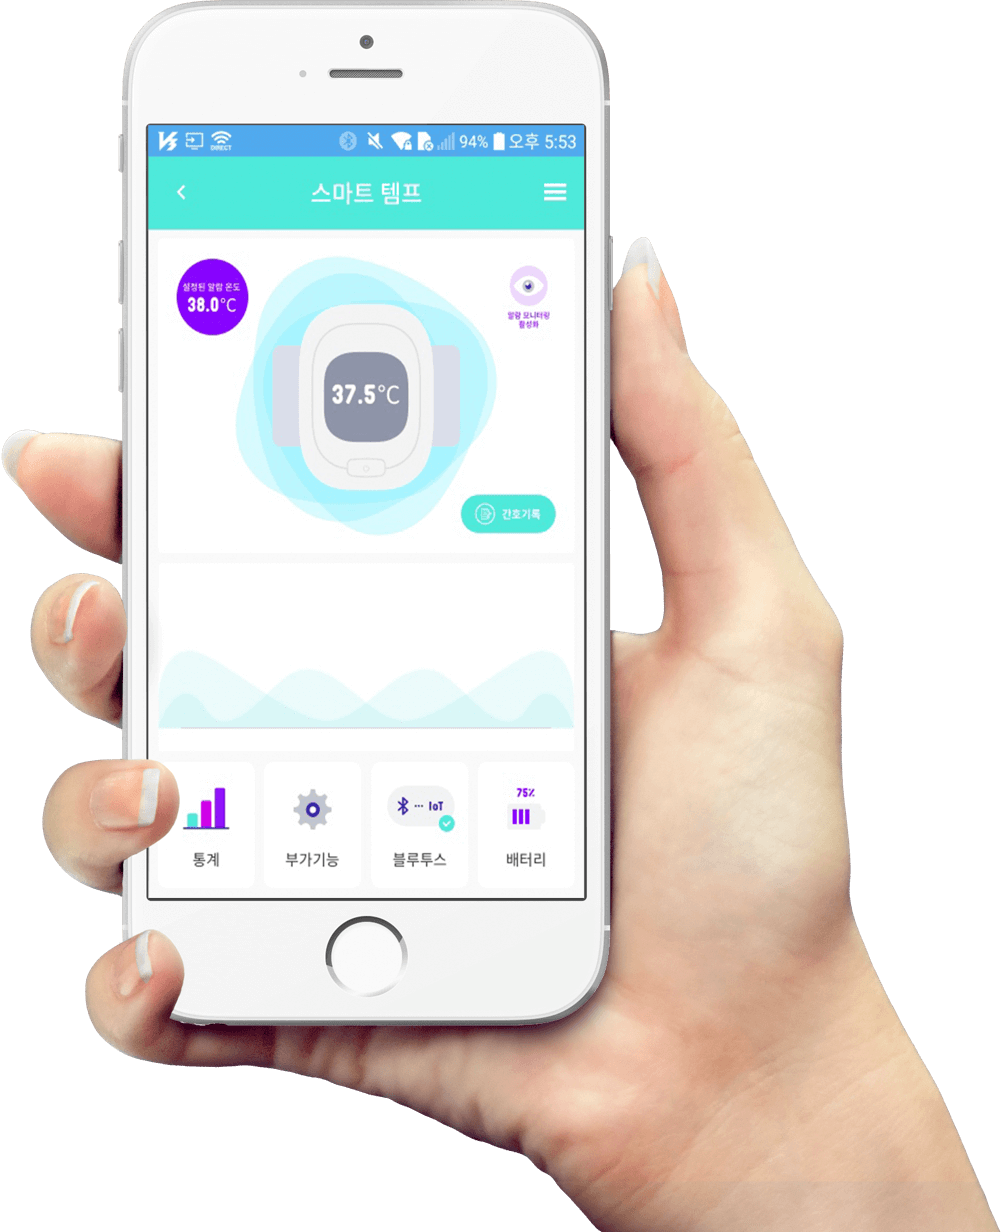 DIRECT 94% 오후 5:53
스마트 템프
설정된 알람 온도
38.0°C
알람 모니터링
활성화
37.5°C
간호기록
IoT
75%
통계
부가기능
블루투스
배터리